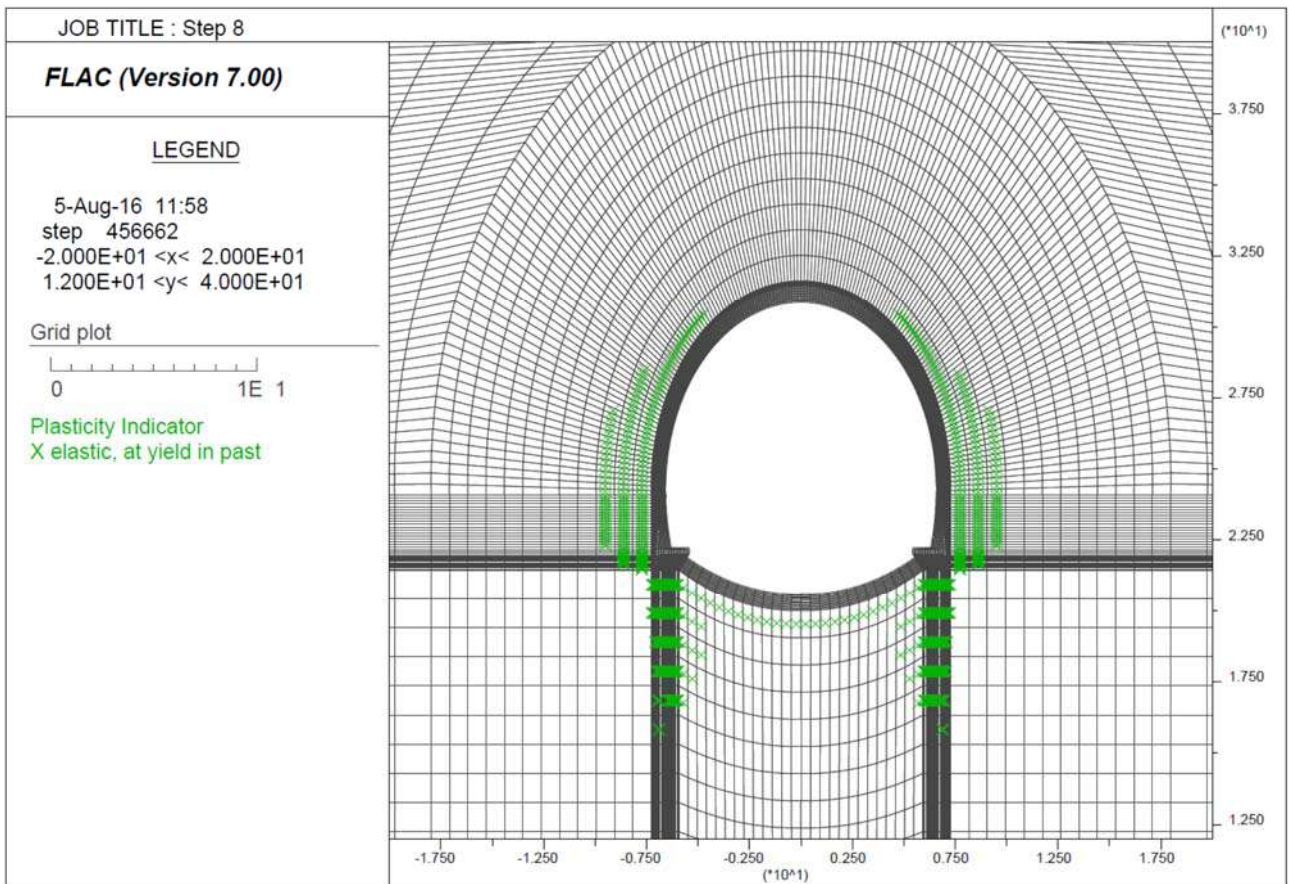 JOB TITLE : Step 8
FLAC (Version 7.00)
LEGEND
5-Aug-16 11:58
step 456662
-2.000E+01 <x< 2.000E+01
1.200E+01 <y< 4.000E+01
Grid plot
0 1E 1
Plasticity Indicator
X elastic, at yield in past
(*10^1)
3.750
3.250
2.750
2.250
1.750
1.250
-1.750 -1.250 -0.750 -0.250 0.250 0.750 1.250 1.750
(*10^1)